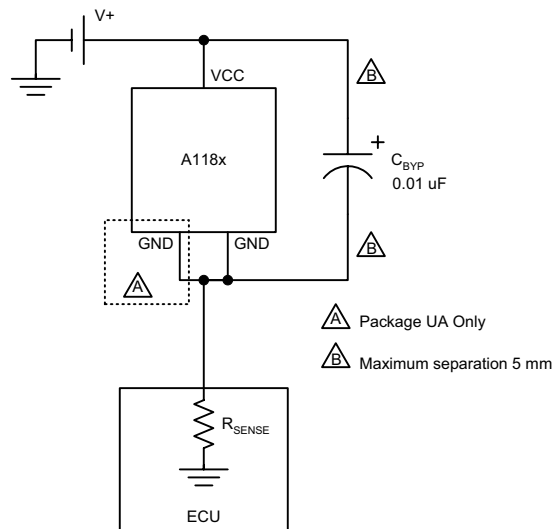 V+
VCC
B
A118x
+
C_BYP
0.01 uF
GND GND
B
A
A Package UA Only
B Maximum separation 5 mm
R_SENSE
ECU